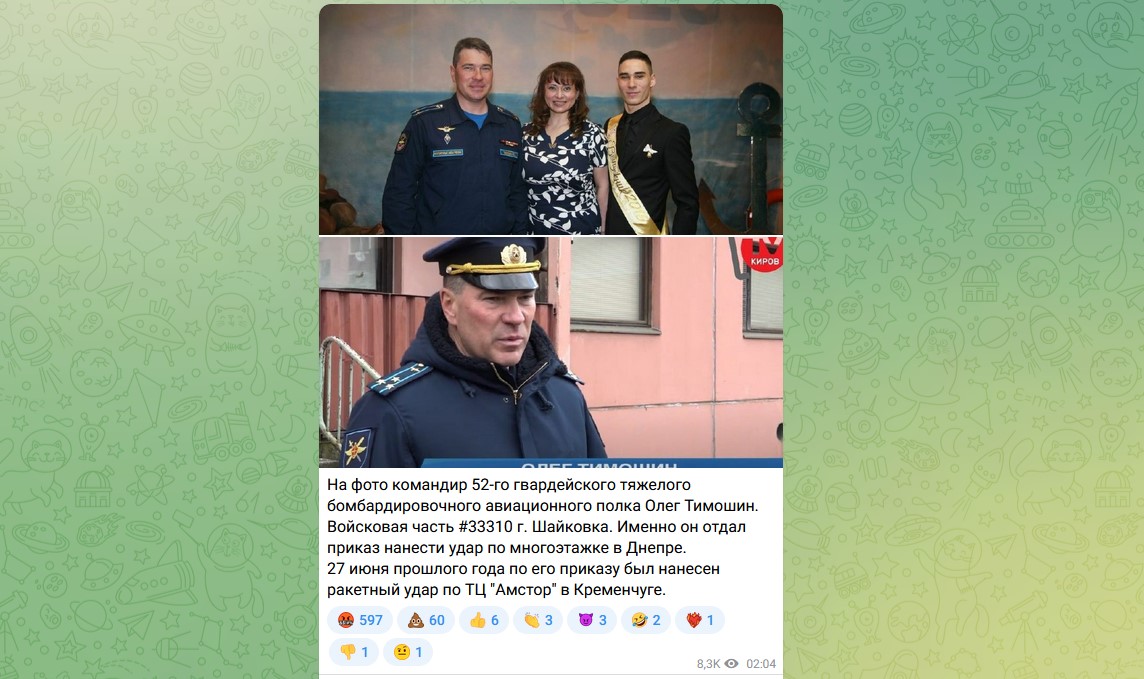 КИРОВ
ОЛЕГ ТИМОШИН
На фото командир 52-го гвардейского тяжелого
бомбардировочного авиационного полка Олег Тимошин.
Войсковая часть #33310 г. Шайковка. Именно он отдал
приказ нанести удар по многоэтажке в Днепре.
27 июня прошлого года по его приказу был нанесен
ракетный удар по ТЦ "Амстор" в Кременчуге.
597 60 6 3 3 2 1
1 1
8,3K 02:04